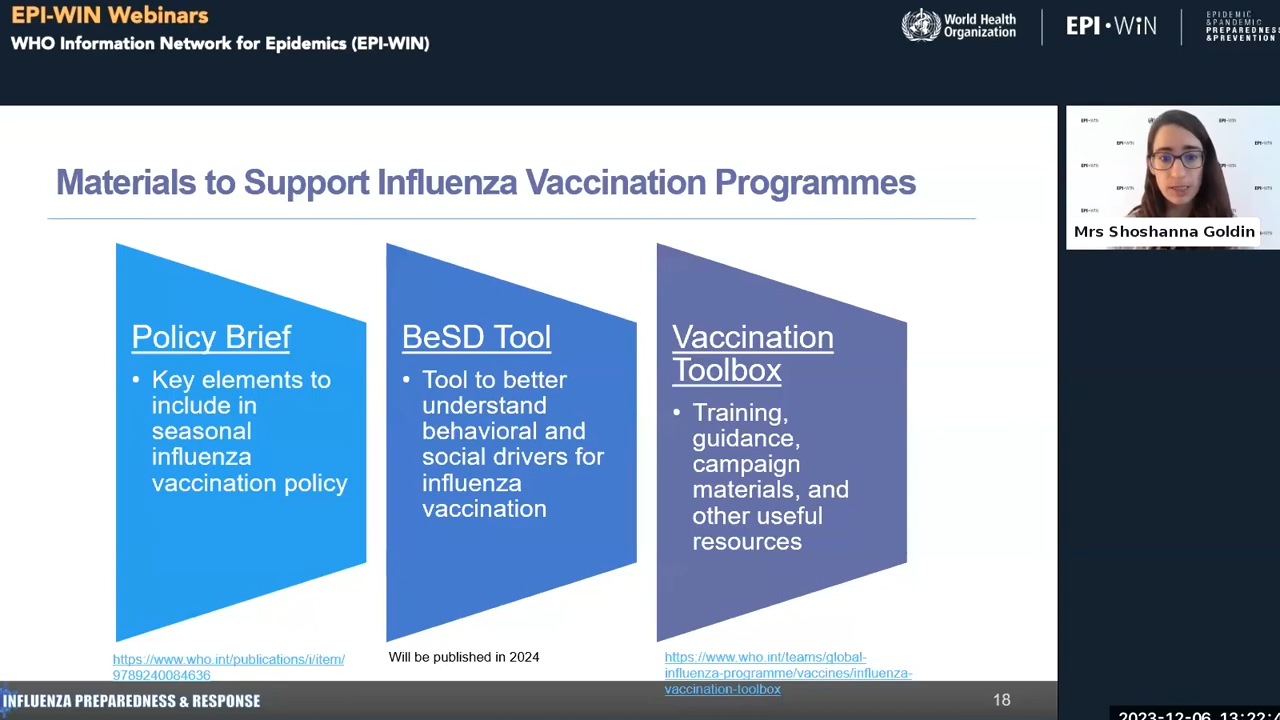 EPI-WIN Webinars
WHO Information Network for Epidemics (EPI-WIN)
World Health
Organization
EPI·WiN
EPIDEMIC
&PANDEMIC
PREPAREDNESS
&PREVENTION
Mrs Shoshanna Goldin
Materials to Support Influenza Vaccination Programmes
Policy Brief
• Key elements to
include in
seasonal
influenza
vaccination policy
https://www.who.int/publications/i/item/
9789240084636
BeSD Tool
• Tool to better
understand
behavioral and
social drivers for
influenza
vaccination
Will be published in 2024
Vaccination
Toolbox
• Training,
guidance,
campaign
materials, and
other useful
resources
https://www.who.int/teams/global-
influenza-programme/vaccines/influenza-
vaccination-toolbox
INFLUENZA PREPAREDNESS & RESPONSE
18
2023-12-06 13:22:4